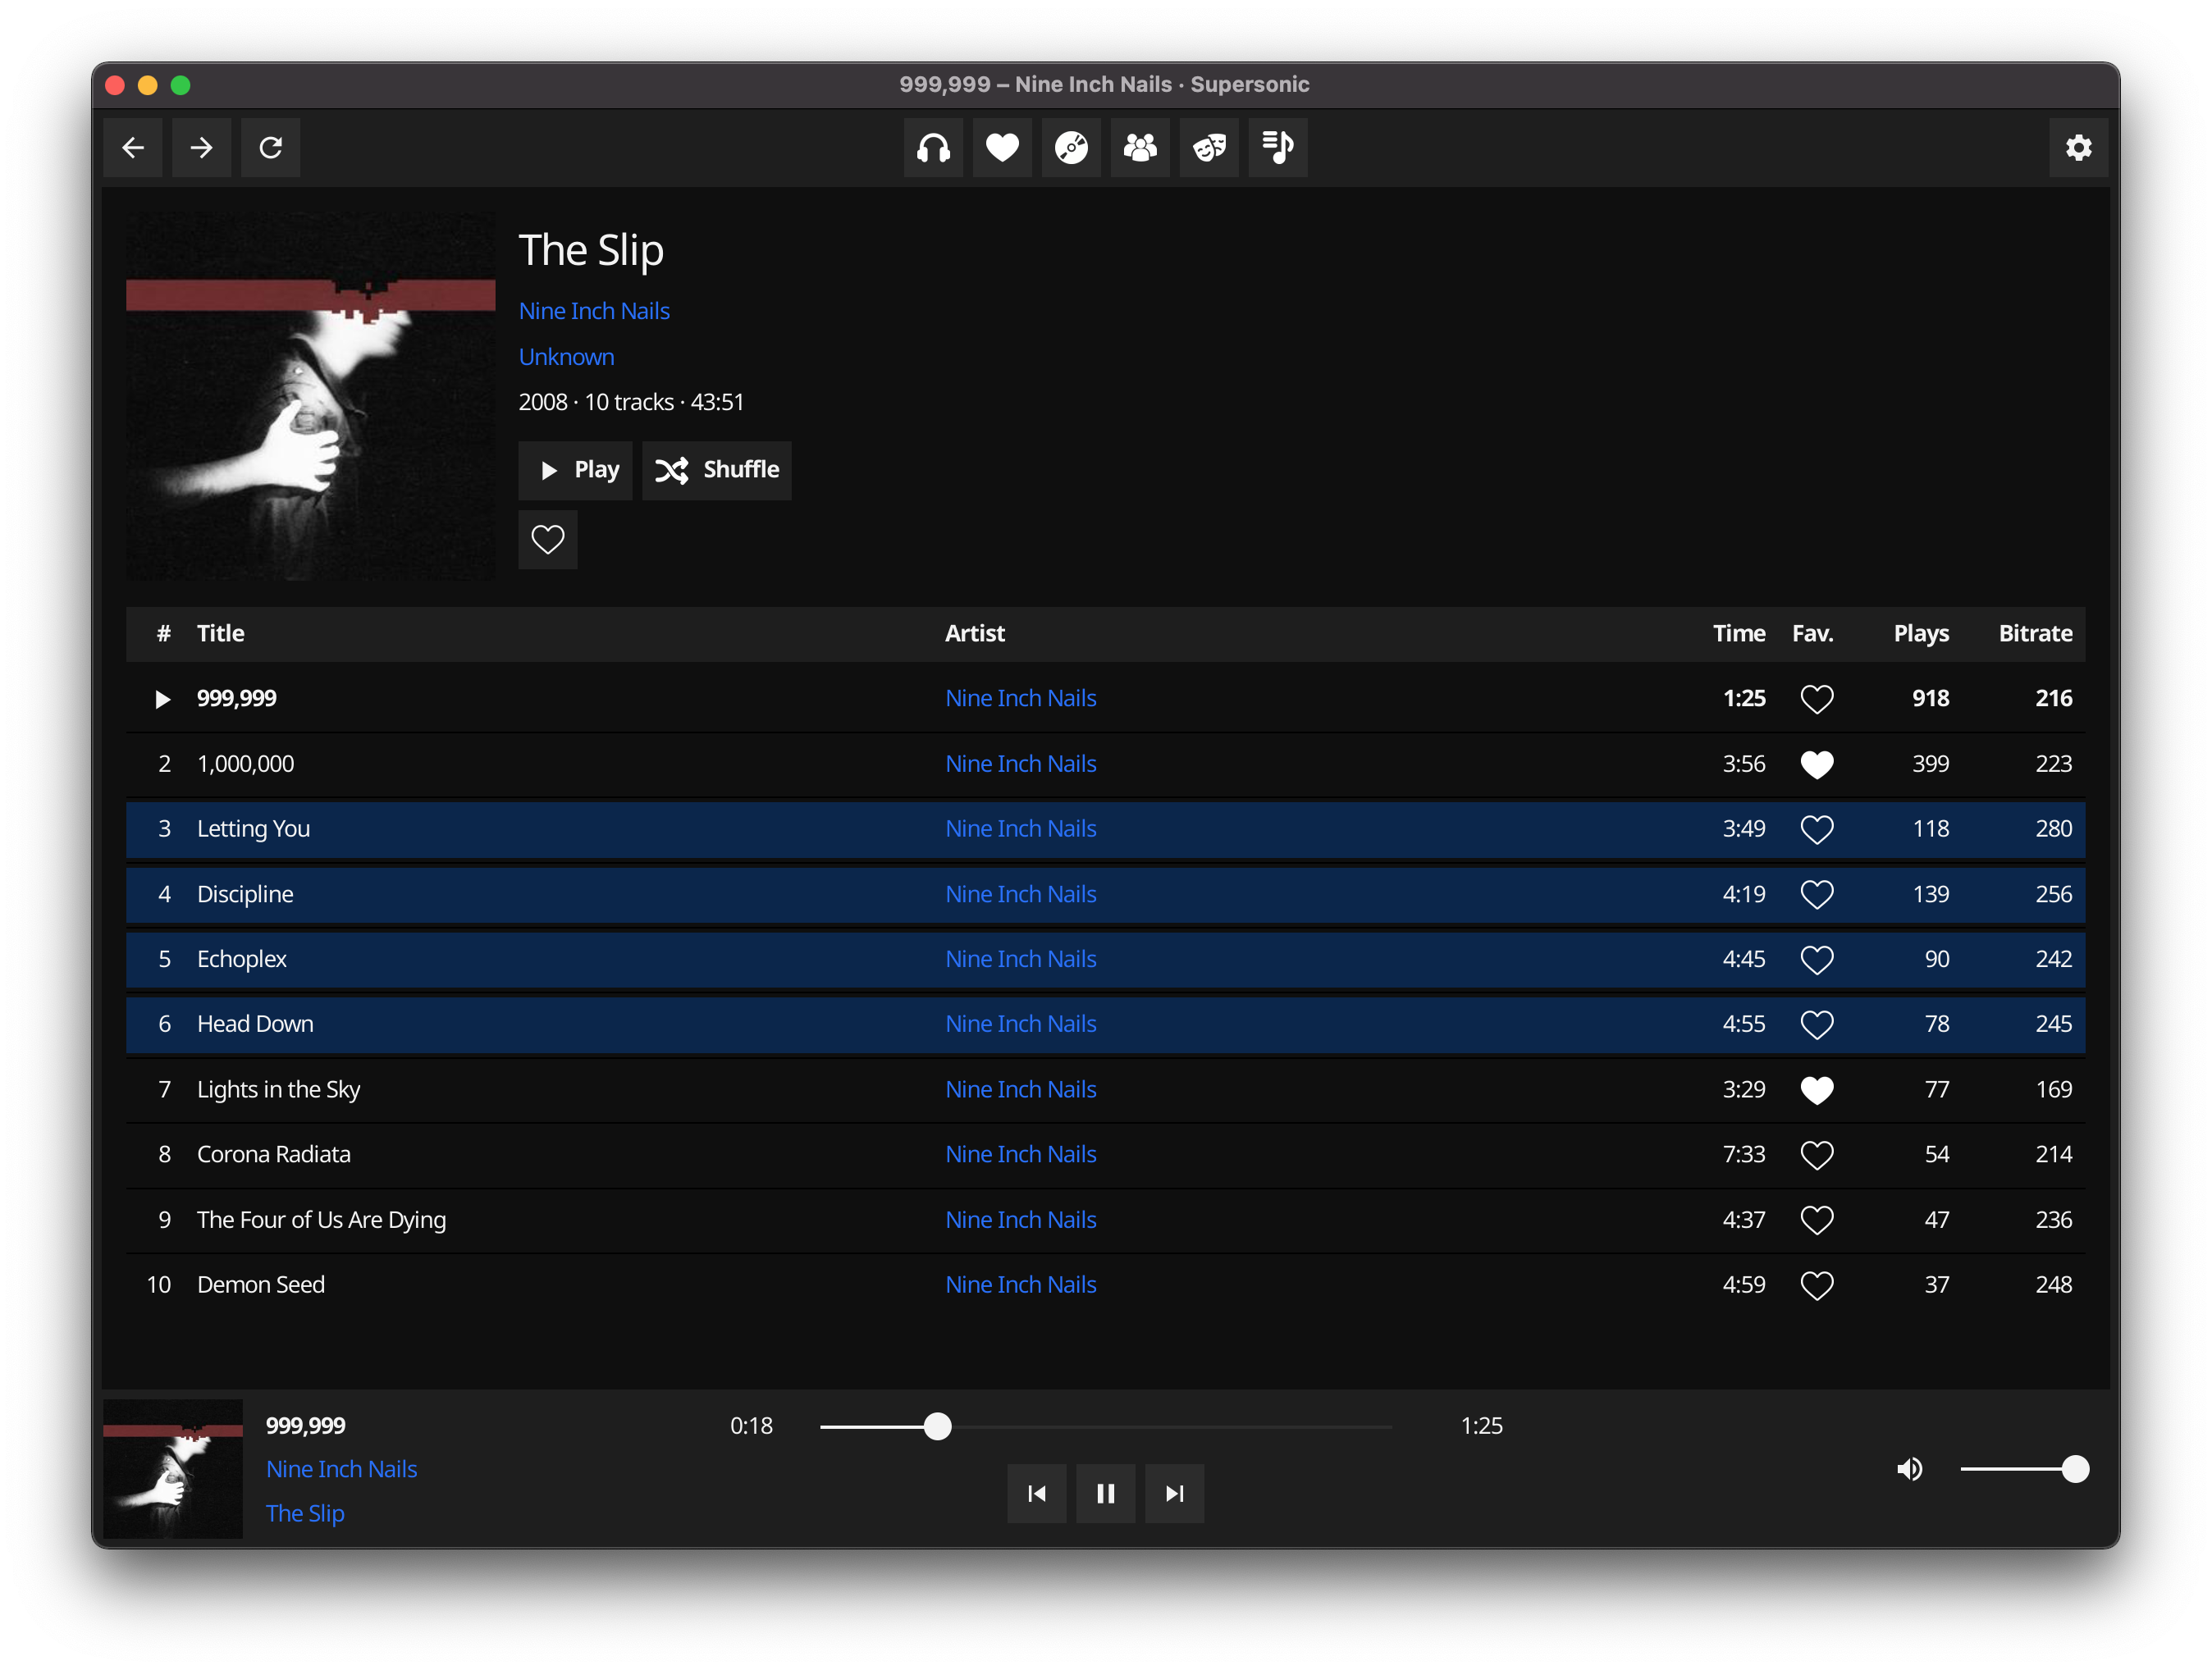 999,999 – Nine Inch Nails · Supersonic
The Slip
Nine Inch Nails
Unknown
2008 · 10 tracks · 43:51
Play Shuffle
# Title Artist Time Fav. Plays Bitrate
999,999 Nine Inch Nails 1:25 918 216
2 1,000,000 Nine Inch Nails 3:56 399 223
3 Letting You Nine Inch Nails 3:49 118 280
4 Discipline Nine Inch Nails 4:19 139 256
5 Echoplex Nine Inch Nails 4:45 90 242
6 Head Down Nine Inch Nails 4:55 78 245
7 Lights in the Sky Nine Inch Nails 3:29 77 169
8 Corona Radiata Nine Inch Nails 7:33 54 214
9 The Four of Us Are Dying Nine Inch Nails 4:37 47 236
10 Demon Seed Nine Inch Nails 4:59 37 248
999,999
0:18 1:25
Nine Inch Nails
The Slip